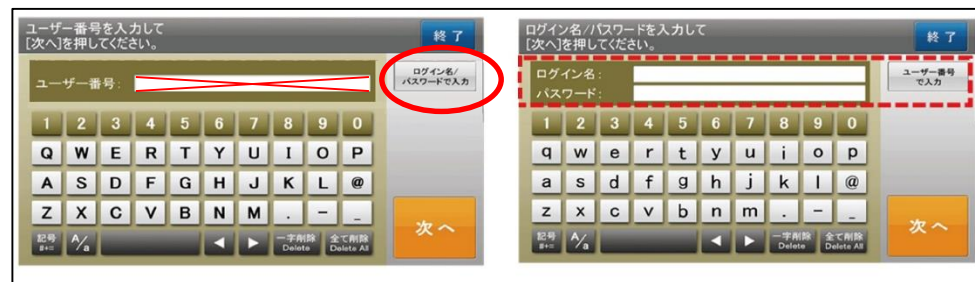 ユーザー番号を入力して
[次へ]を押してください。
終了
ユーザー番号:
ログイン名/
パスワードで入力
1 2 3 4 5 6 7 8 9 0
Q W E R T Y U I O P
A S D F G H J K L @
Z X C V B N M . - _
記号
#+=
A/a
◀ ▶
一字削除
Delete
全て削除
Delete All
次へ
ログイン名/パスワードを入力して
[次へ]を押してください。
終了
ログイン名:
パスワード:
ユーザー番号
で入力
1 2 3 4 5 6 7 8 9 0
q w e r t y u i o p
a s d f g h j k l @
z x c v b n m . - _
記号
#+=
A/a
◀ ▶
一字削除
Delete
全て削除
Delete All
次へ